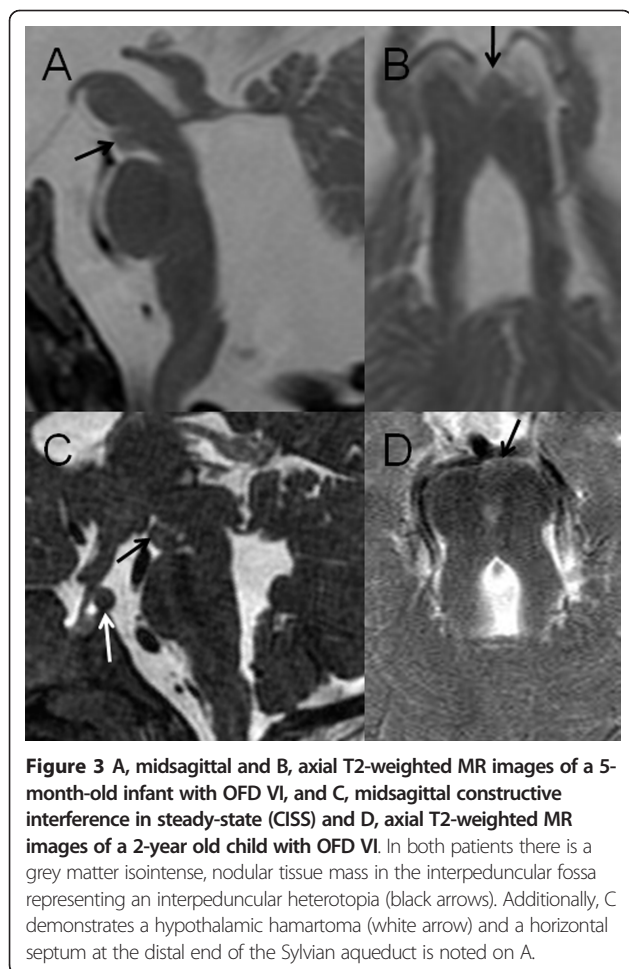 A
B
C
D
Figure 3 A, midsagittal and B, axial T2-weighted MR images of a 5-
month-old infant with OFD VI, and C, midsagittal constructive
interference in steady-state (CISS) and D, axial T2-weighted MR
images of a 2-year old child with OFD VI. In both patients there is a
grey matter isointense, nodular tissue mass in the interpeduncular fossa
representing an interpeduncular heterotopia (black arrows). Additionally, C
demonstrates a hypothalamic hamartoma (white arrow) and a horizontal
septum at the distal end of the Sylvian aqueduct is noted on A.